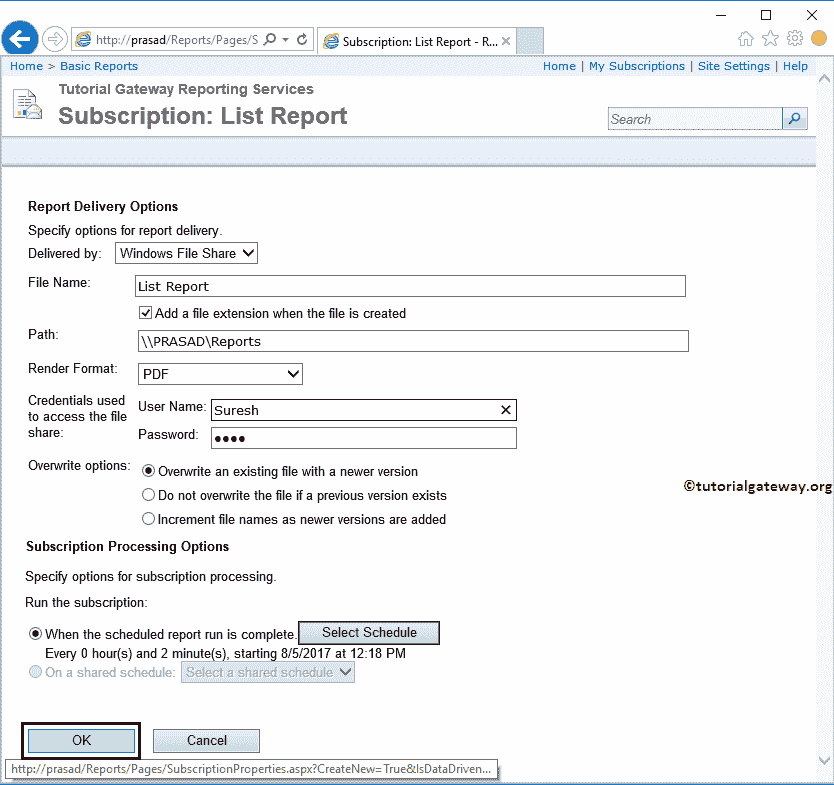 http://prasad/Reports/Pages/S
Subscription: List Report - R...
Home > Basic Reports
Home | My Subscriptions | Site Settings | Help
Tutorial Gateway Reporting Services
Subscription: List Report
Search
Report Delivery Options
Specify options for report delivery.
Delivered by: Windows File Share
File Name: List Report
Add a file extension when the file is created
Path: \\PRASAD\Reports
Render Format: PDF
Credentials used
to access the file
share:
User Name: Suresh
Password: ●●●●
Overwrite options: Overwrite an existing file with a newer version
Do not overwrite the file if a previous version exists
©tutorialgateway.org
Increment file names as newer versions are added
Subscription Processing Options
Specify options for subscription processing.
Run the subscription:
When the scheduled report run is complete. Select Schedule
Every 0 hour(s) and 2 minute(s), starting 8/5/2017 at 12:18 PM
On a shared schedule: Select a shared schedule
OK Cancel
http://prasad/Reports/Pages/SubscriptionProperties.aspx?CreateNew=True&IsDataDriven...